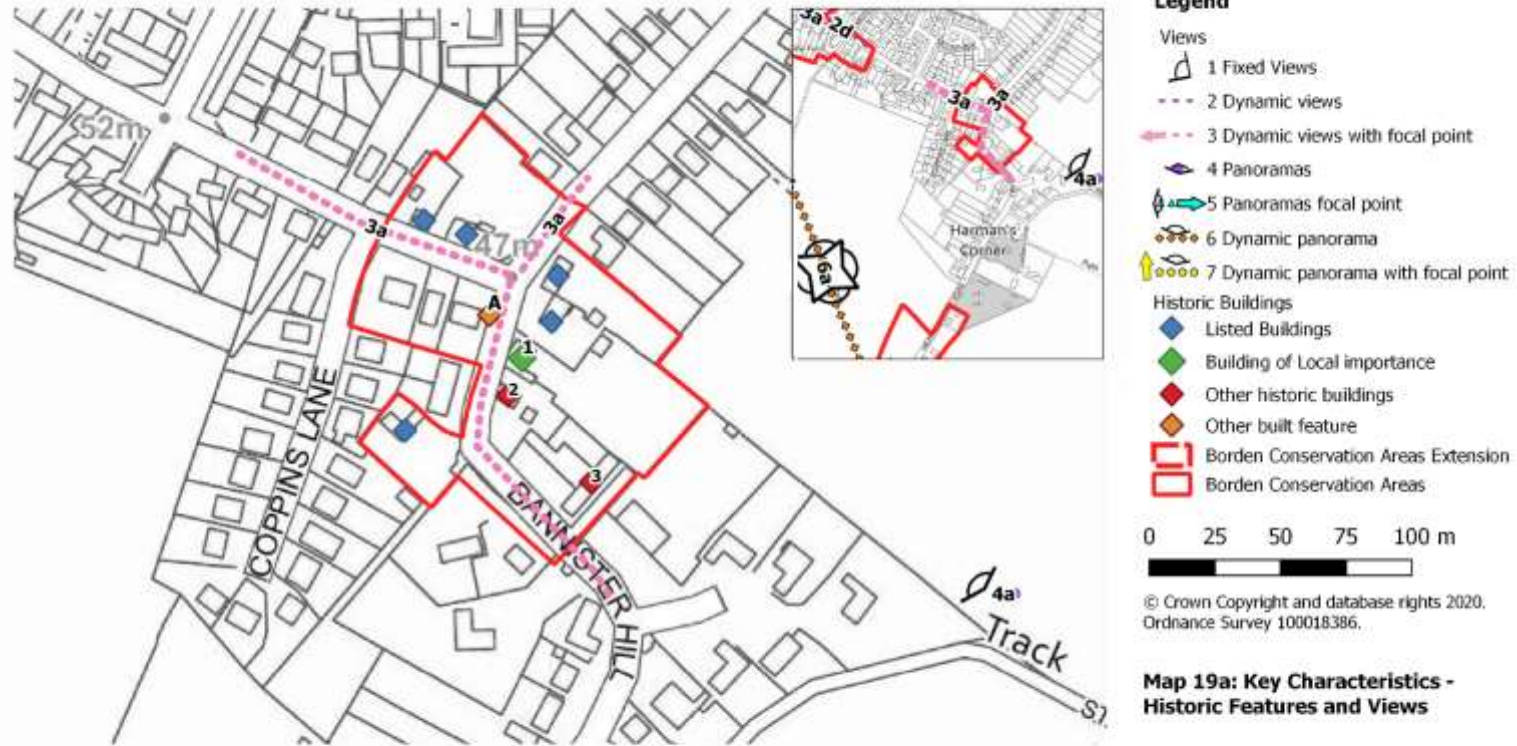 52m
3a
47m
3a
A
1
2
3
COPPINS LANE
BANNISTER HILL
4a
Track
3a
2d
3a
3a
4a
Harman's
Corner
6a
Legend
Views
1 Fixed Views
2 Dynamic views
3 Dynamic views with focal point
4 Panoramas
5 Panoramas focal point
6 Dynamic panorama
7 Dynamic panorama with focal point
Historic Buildings
Listed Buildings
Building of Local importance
Other historic buildings
Other built feature
Borden Conservation Areas Extension
Borden Conservation Areas
0 25 50 75 100 m
© Crown Copyright and database rights 2020.
Ordnance Survey 100018386.
Map 19a: Key Characteristics -
Historic Features and Views